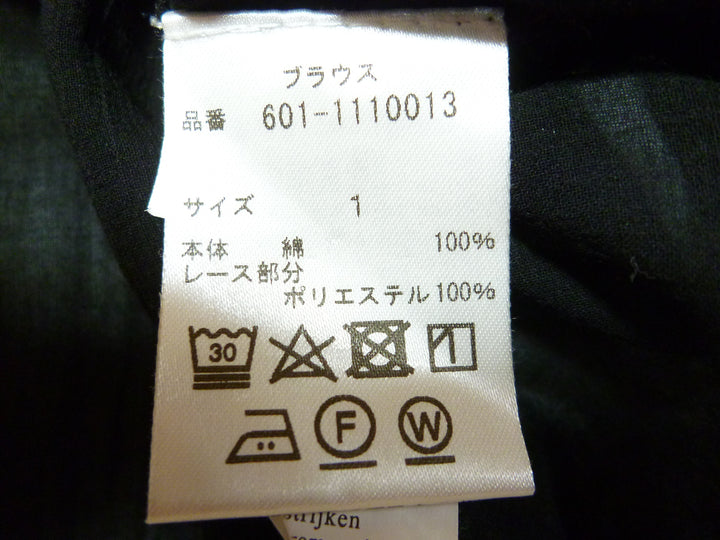 ブラウス
品番 601-1110013
サイズ 1
本体 綿 100%
レース部分
ポリエステル 100%
30
F W
strijken